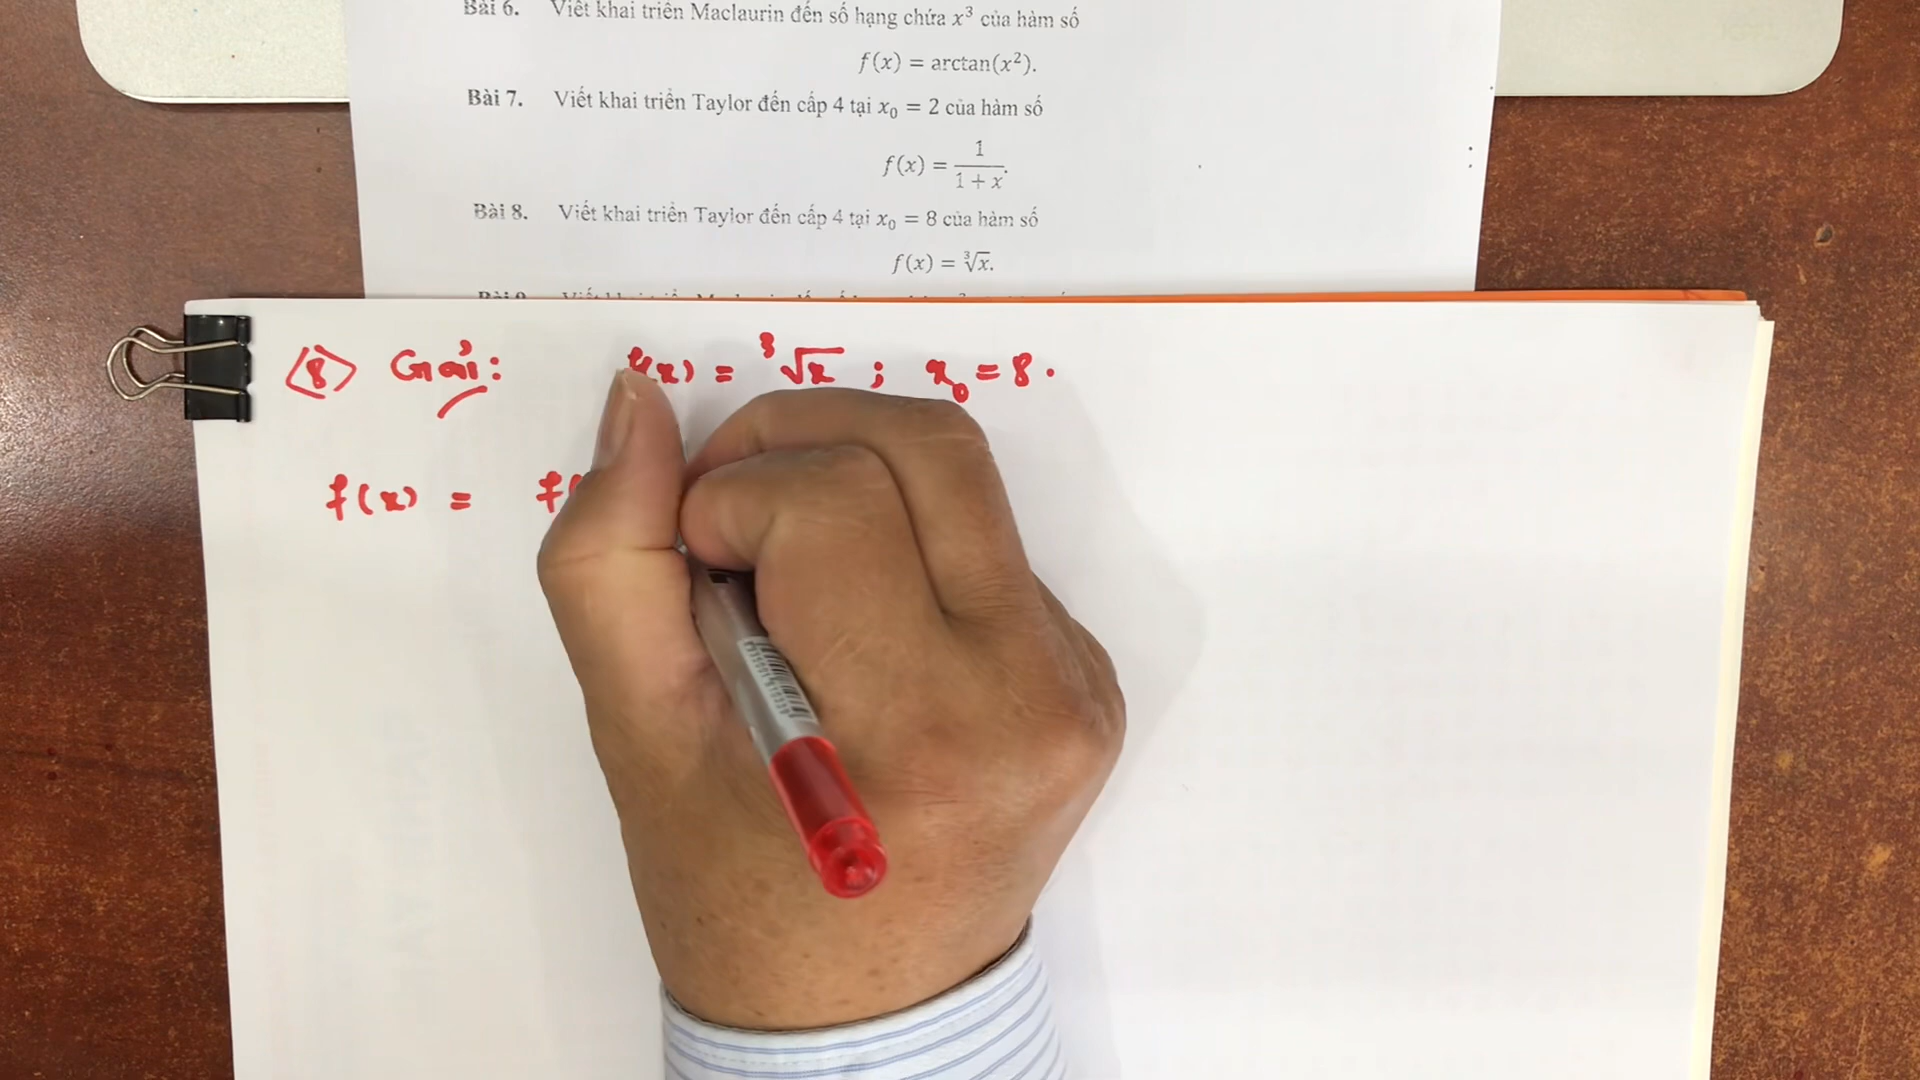 Bài 6. Viết khai triển Maclaurin đến số hạng chứa x³ của hàm số
f(x) = arctan(x²).
Bài 7. Viết khai triển Taylor đến cấp 4 tại x₀ = 2 của hàm số
f(x) = 1/(1 + x).
Bài 8. Viết khai triển Taylor đến cấp 4 tại x₀ = 8 của hàm số
f(x) = ∛x.
⟨8⟩ Giải: f(x) = ∛x ; x₀ = 8.
f(x) = f(